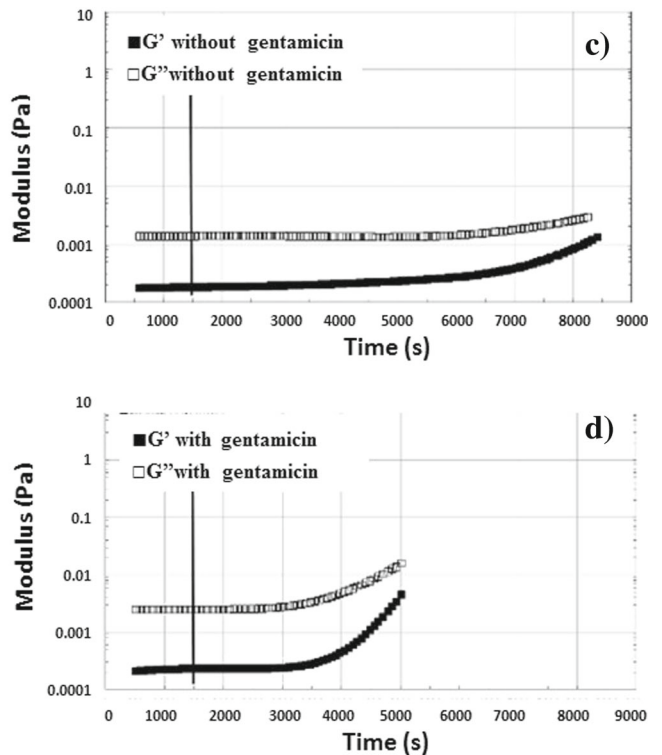 10
1
0.1
0.01
0.001
0.0001
Modulus (Pa)
G’ without gentamicin
G”without gentamicin
c)
0 1000 2000 3000 4000 5000 6000 7000 8000 9000
Time (s)
10
1
0.1
0.01
0.001
0.0001
Modulus (Pa)
G’ with gentamicin
G”with gentamicin
d)
0 1000 2000 3000 4000 5000 6000 7000 8000 9000
Time (s)